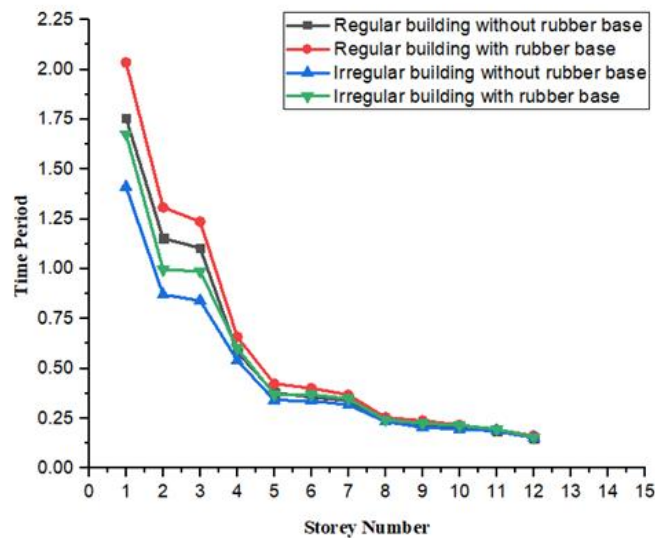 Regular building without rubber base
Regular building with rubber base
Irregular building without rubber base
Irregular building with rubber base
2.25
2.00
1.75
1.50
1.25
1.00
0.75
0.50
0.25
0.00
Time Period
0 1 2 3 4 5 6 7 8 9 10 11 12 13 14 15
Storey Number